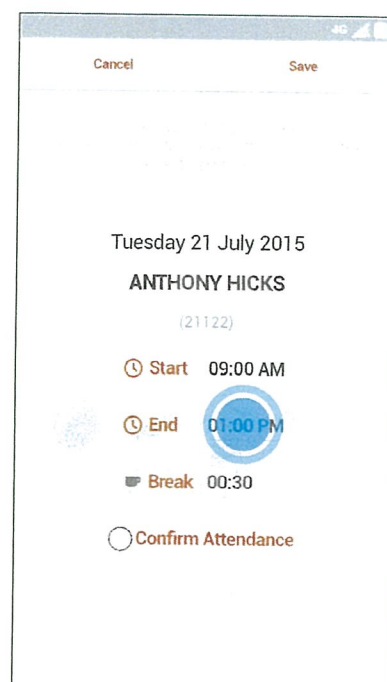 4G
Cancel Save
Tuesday 21 July 2015
ANTHONY HICKS
(21122)
Start 09:00 AM
End 01:00 PM
Break 00:30
Confirm Attendance